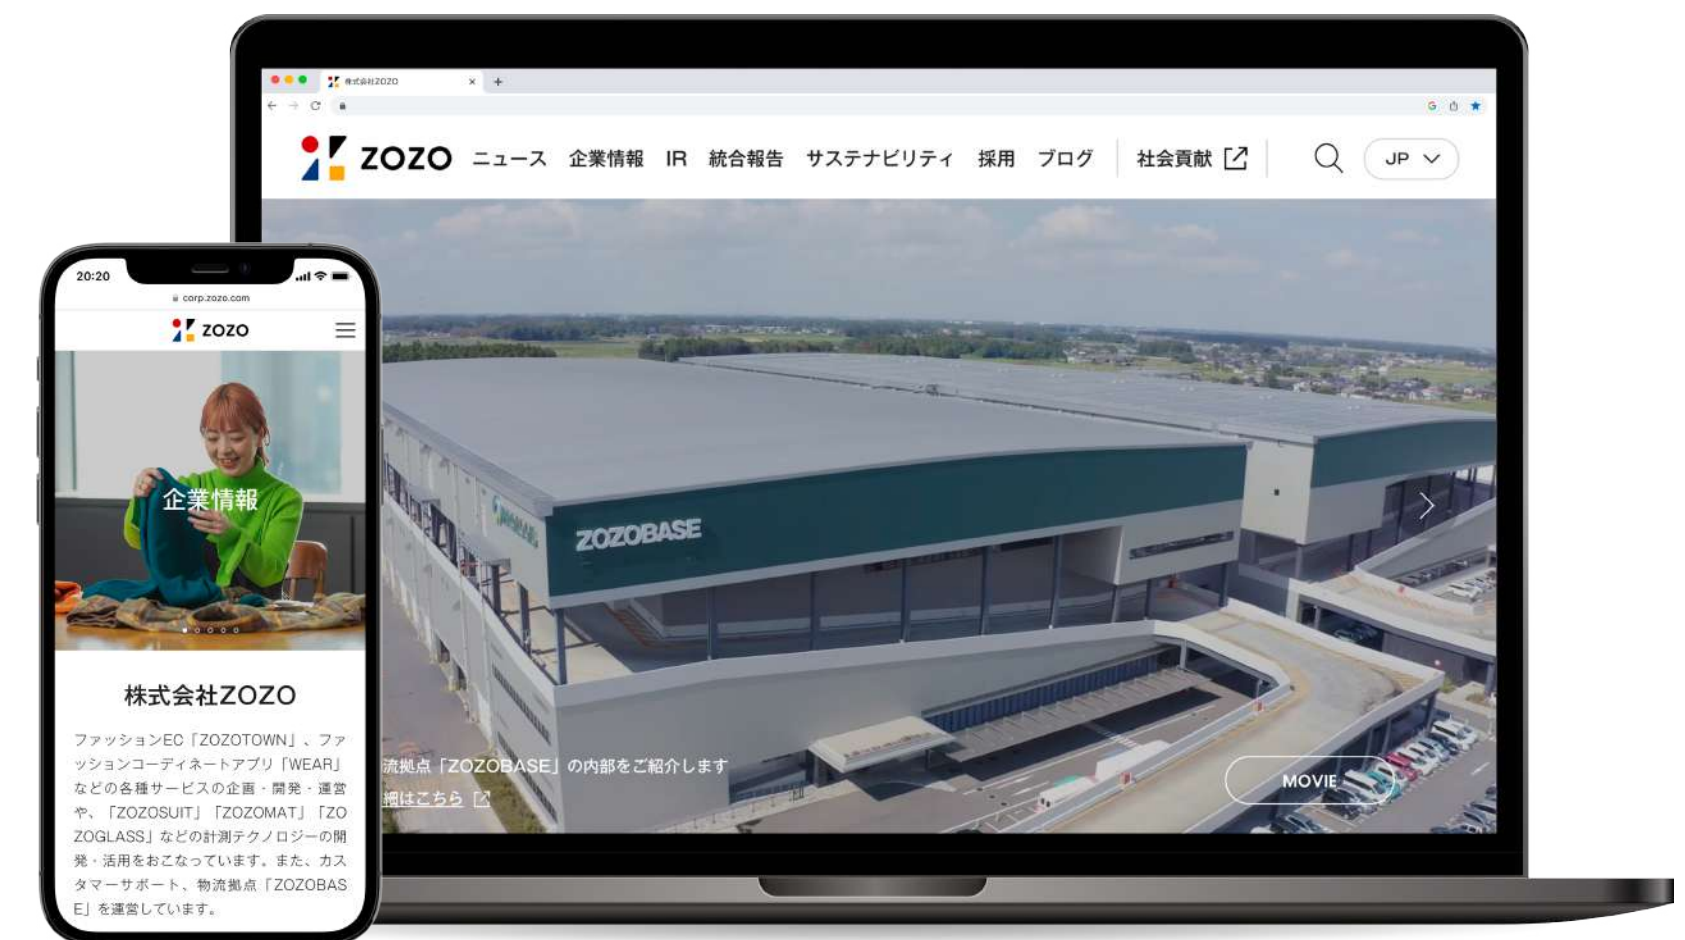 株式会社ZOZO
ZOZO
ニュース 企業情報 IR 統合報告 サステナビリティ 採用 ブログ 社会貢献 JP
ZOZOBASE
流拠点「ZOZOBASE」の内部をご紹介します
細はこちら
MOVIE
20:20
corp.zozo.com
ZOZO
企業情報
株式会社ZOZO
ファッションEC「ZOZOTOWN」、ファ
ッションコーディネートアプリ「WEAR」
などの各種サービスの企画・開発・運営
や、「ZOZOSUIT」「ZOZOMAT」「ZO
ZOGLASS」などの計測テクノロジーの開
発・活用をおこなっています。また、カス
タマーサポート、物流拠点「ZOZOBAS
E」を運営しています。